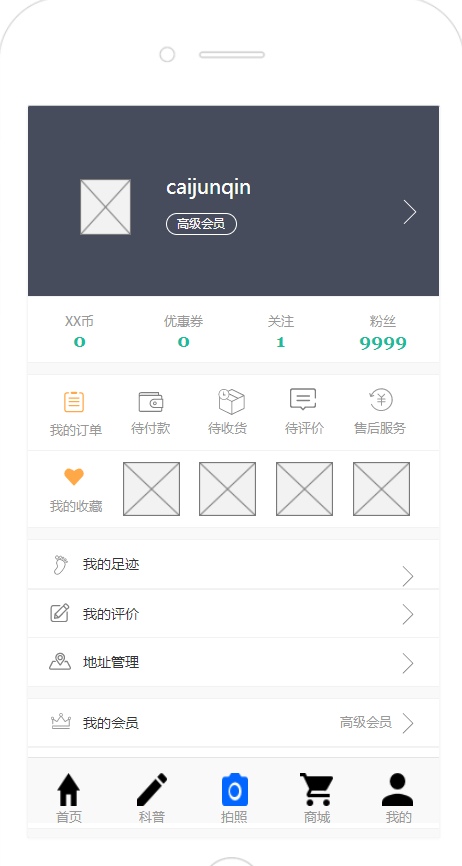 caijunqin
高级会员
XX币 优惠券 关注 粉丝
0 0 1 9999
我的订单 待付款 待收货 待评价 售后服务
我的收藏
我的足迹
我的评价
地址管理
我的会员 高级会员
首页 科普 拍照 商城 我的